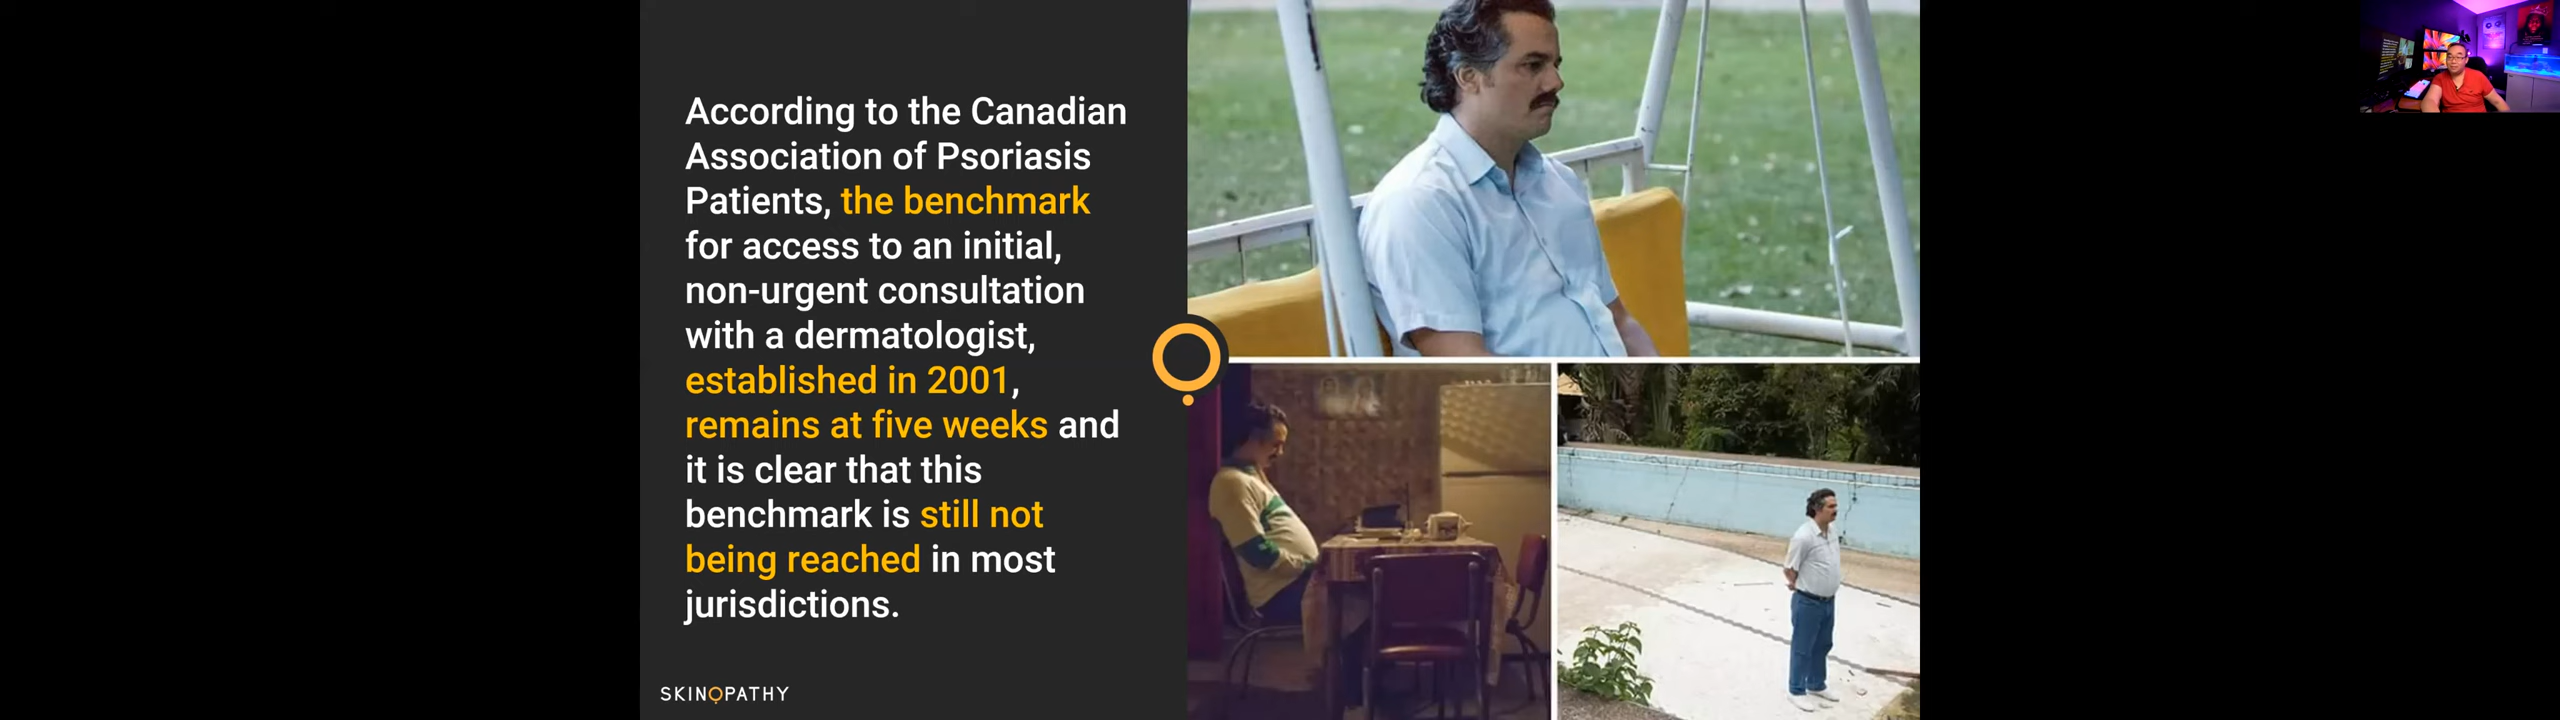 According to the Canadian
Association of Psoriasis
Patients, the benchmark
for access to an initial,
non-urgent consultation
with a dermatologist,
established in 2001,
remains at five weeks and
it is clear that this
benchmark is still not
being reached in most
jurisdictions.
SKINOPATHY